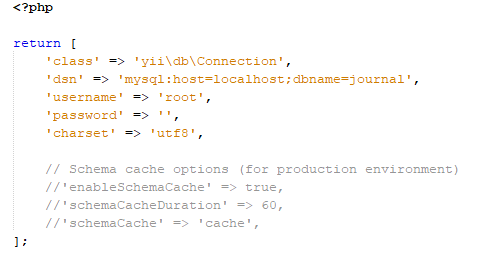 <?php
return [
'class' => 'yii\db\Connection',
'dsn' => 'mysql:host=localhost;dbname=journal',
'username' => 'root',
'password' => '',
'charset' => 'utf8',
// Schema cache options (for production environment)
//'enableSchemaCache' => true,
//'schemaCacheDuration' => 60,
//'schemaCache' => 'cache',
];